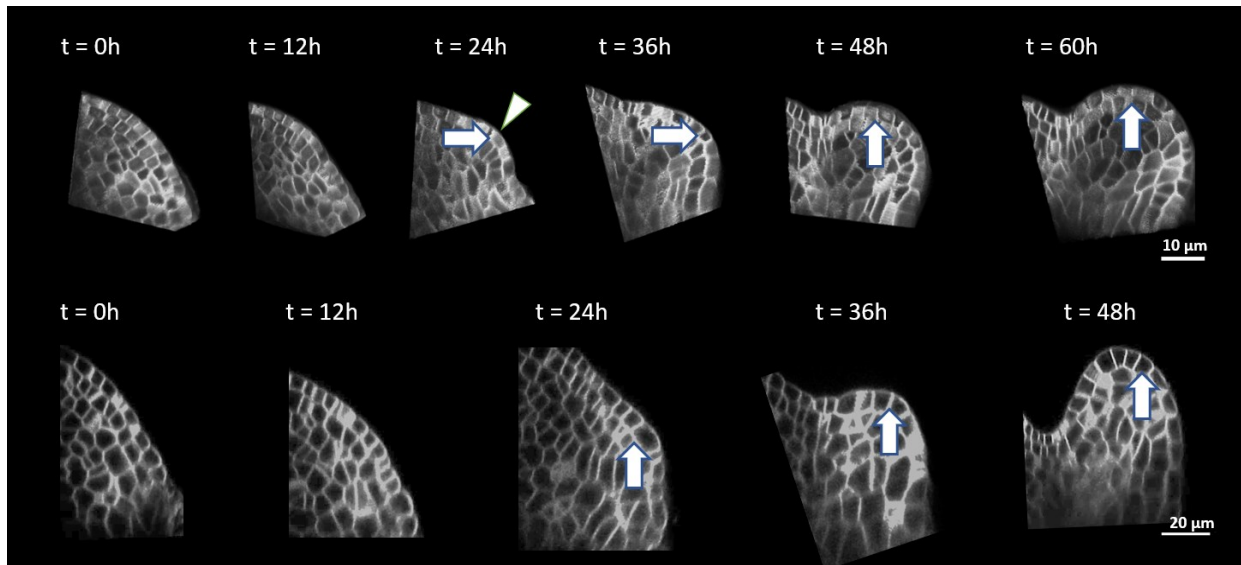 t = 0h t = 12h t = 24h t = 36h t = 48h t = 60h
10 µm
t = 0h t = 12h t = 24h t = 36h t = 48h
20 µm